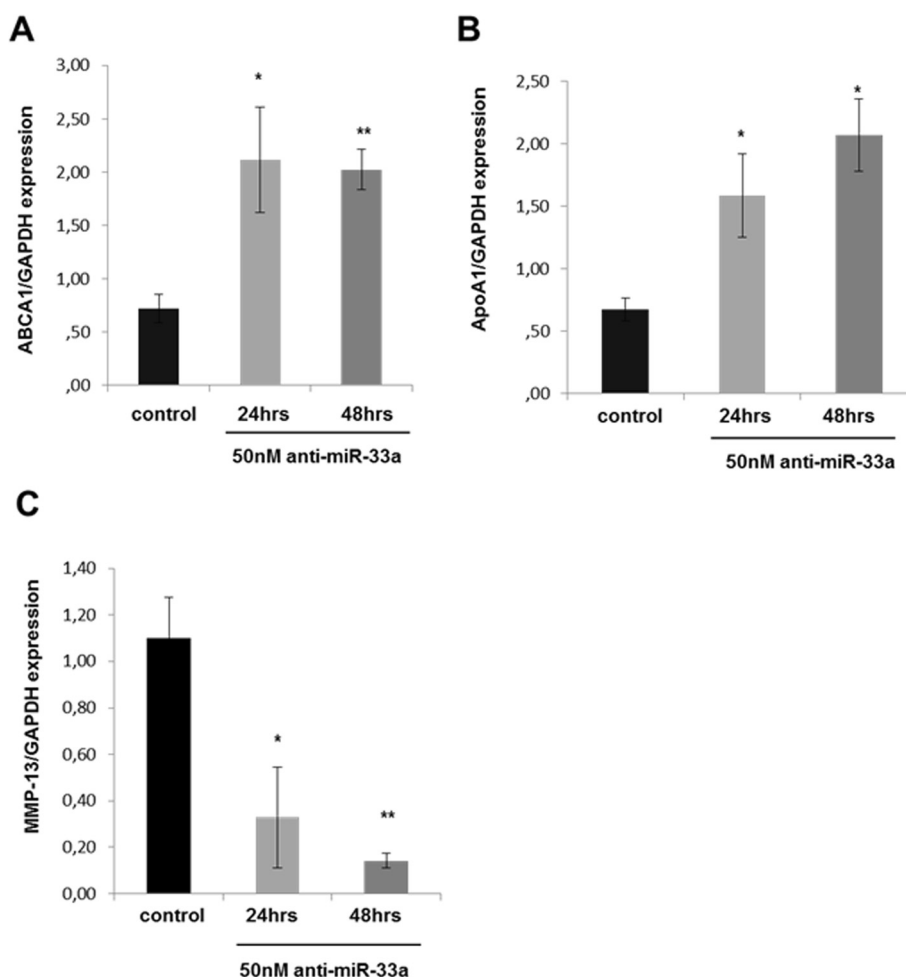 A
ABCA1/GAPDH expression
3,00
2,50
2,00
1,50
1,00
,50
,00
*
**
control
24hrs
48hrs
50nM anti-miR-33a
B
ApoA1/GAPDH expression
2,50
2,00
1,50
1,00
,50
,00
*
*
control
24hrs
48hrs
50nM anti-miR-33a
C
MMP-13/GAPDH expression
1,40
1,20
1,00
0,80
0,60
0,40
0,20
0,00
*
**
control
24hrs
48hrs
50nM anti-miR-33a